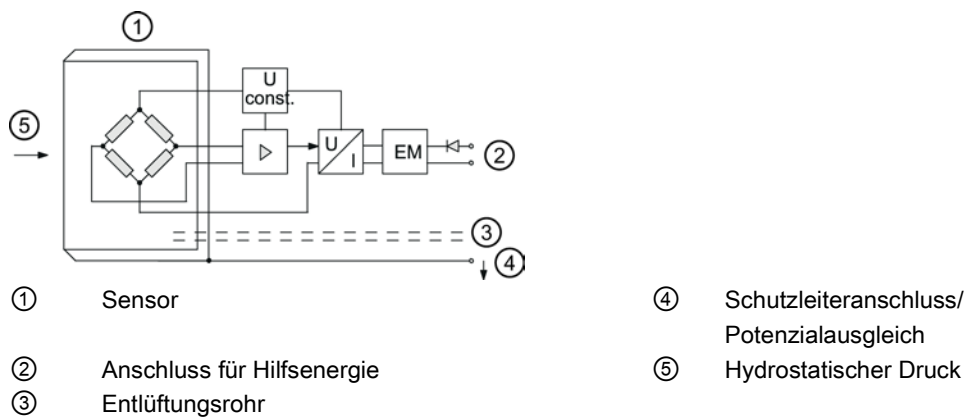 ①
⑤
U
const.
U
I
EM
②
③
④
① Sensor
② Anschluss für Hilfsenergie
③ Entlüftungsrohr
④ Schutzleiteranschluss/
Potenzialausgleich
⑤ Hydrostatischer Druck